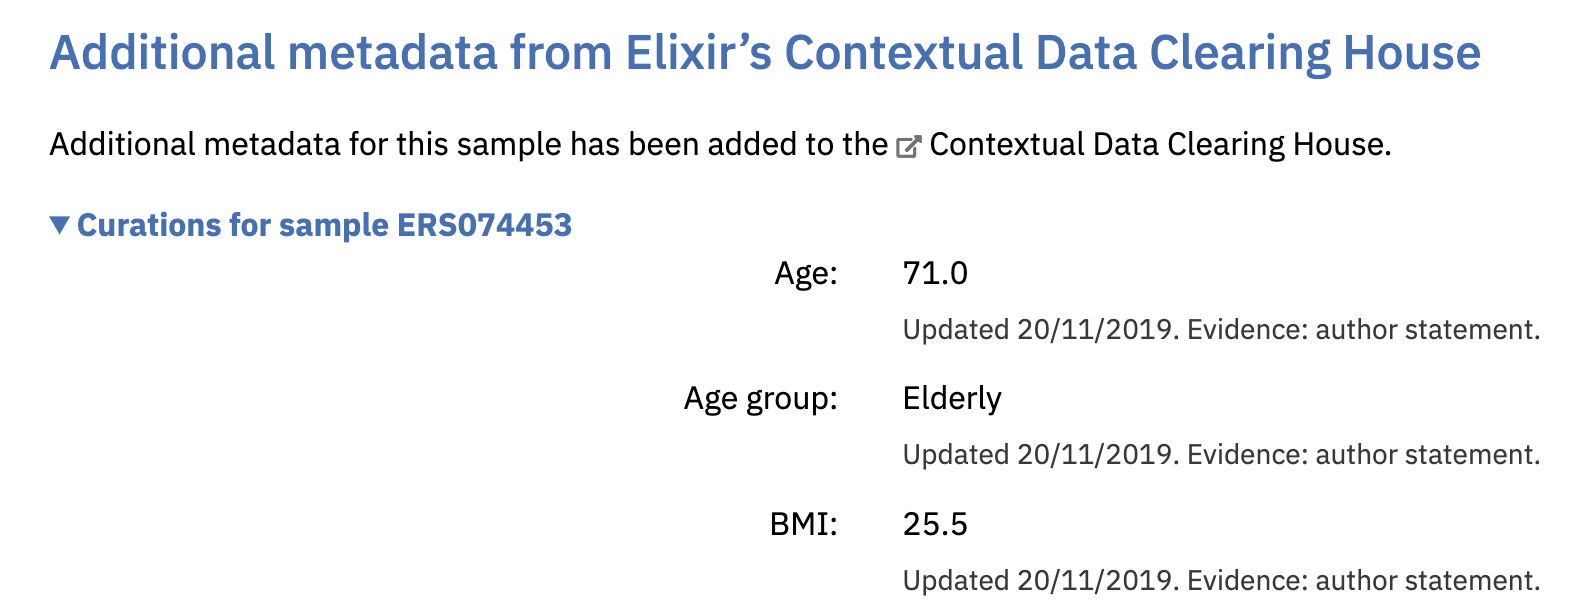 Additional metadata from Elixir’s Contextual Data Clearing House
Additional metadata for this sample has been added to the Contextual Data Clearing House.
▼ Curations for sample ERS074453
Age: 71.0
Updated 20/11/2019. Evidence: author statement.
Age group: Elderly
Updated 20/11/2019. Evidence: author statement.
BMI: 25.5
Updated 20/11/2019. Evidence: author statement.